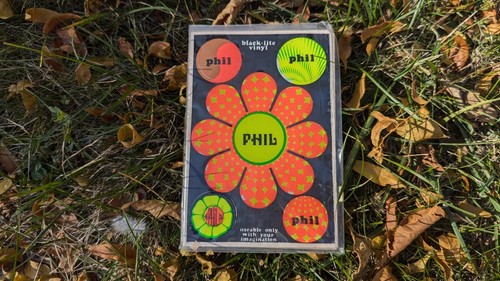 black-lite
vinyl
phil
phil
PHIL
phil
useable only
with your
imagination